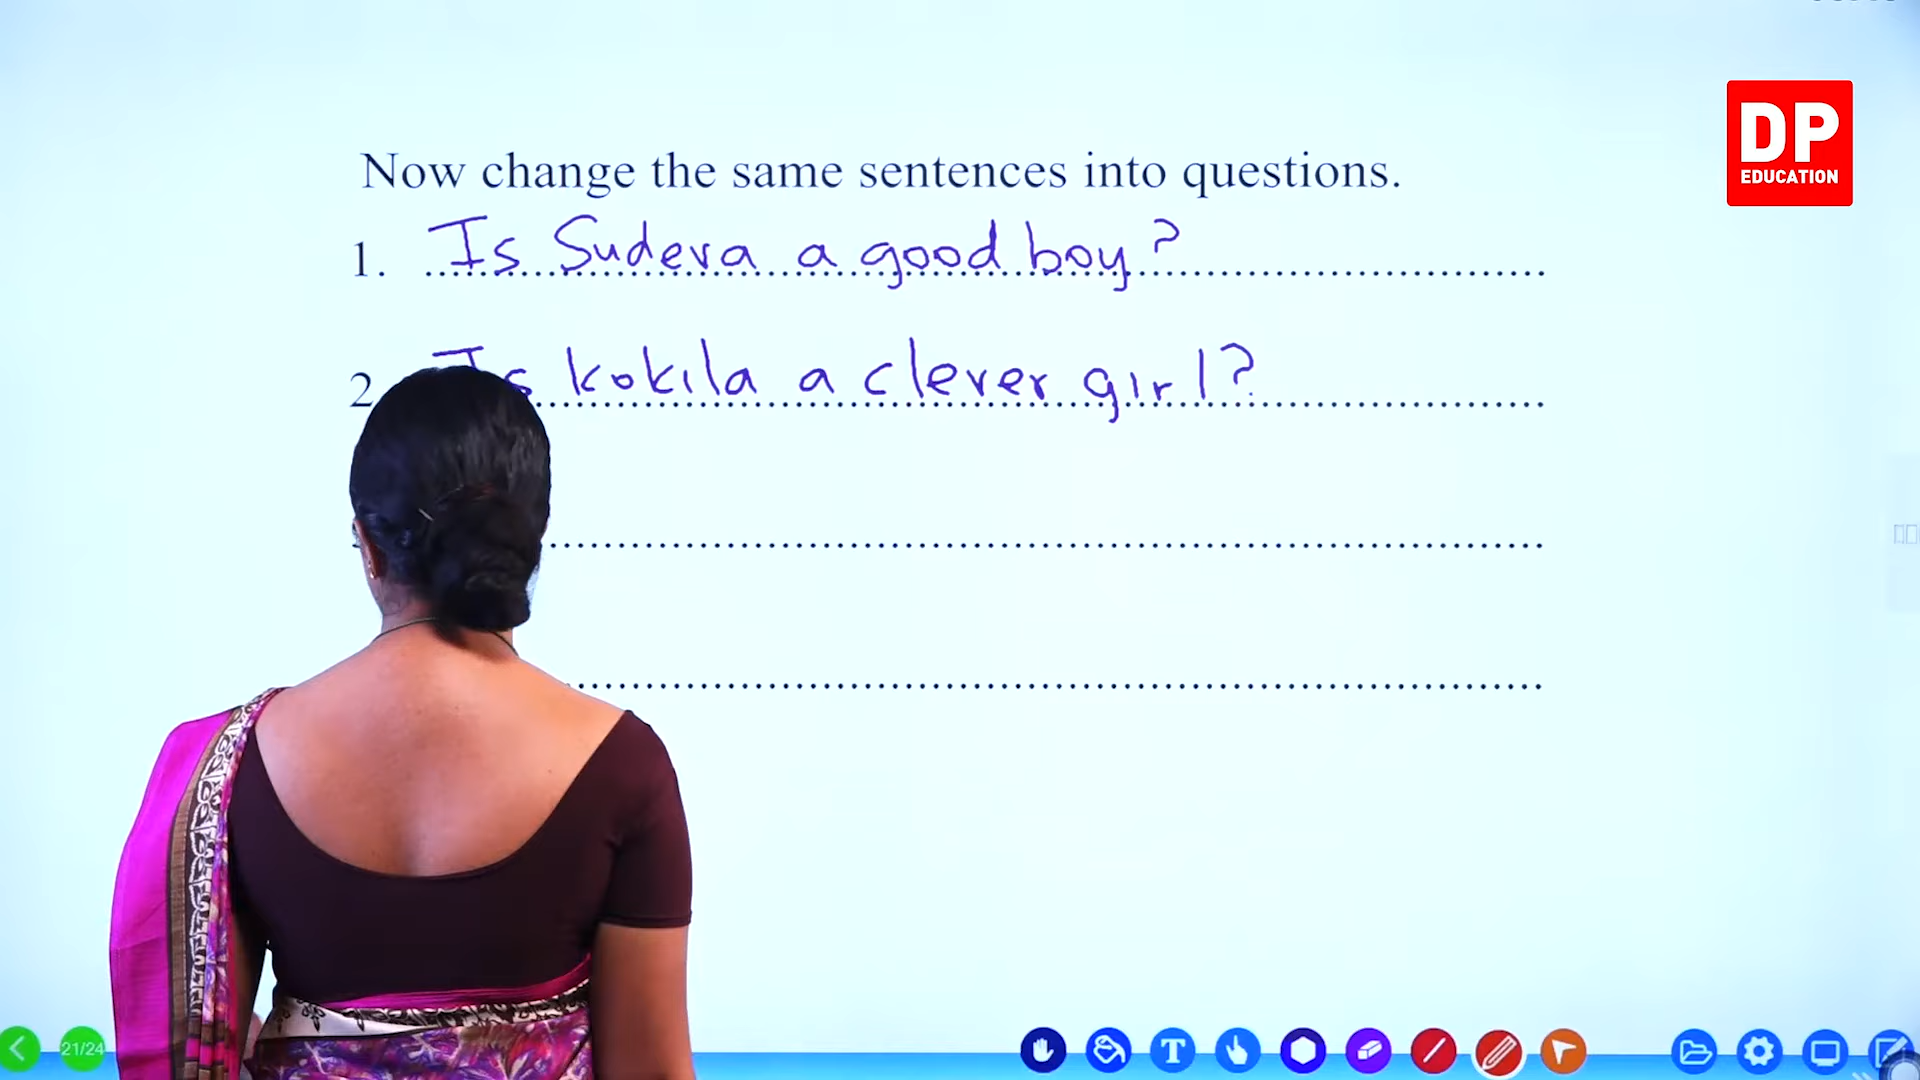 DP
EDUCATION
Now change the same sentences into questions.
1. Is Sudeva a good boy?
2 Is kokila a clever girl?
21/24